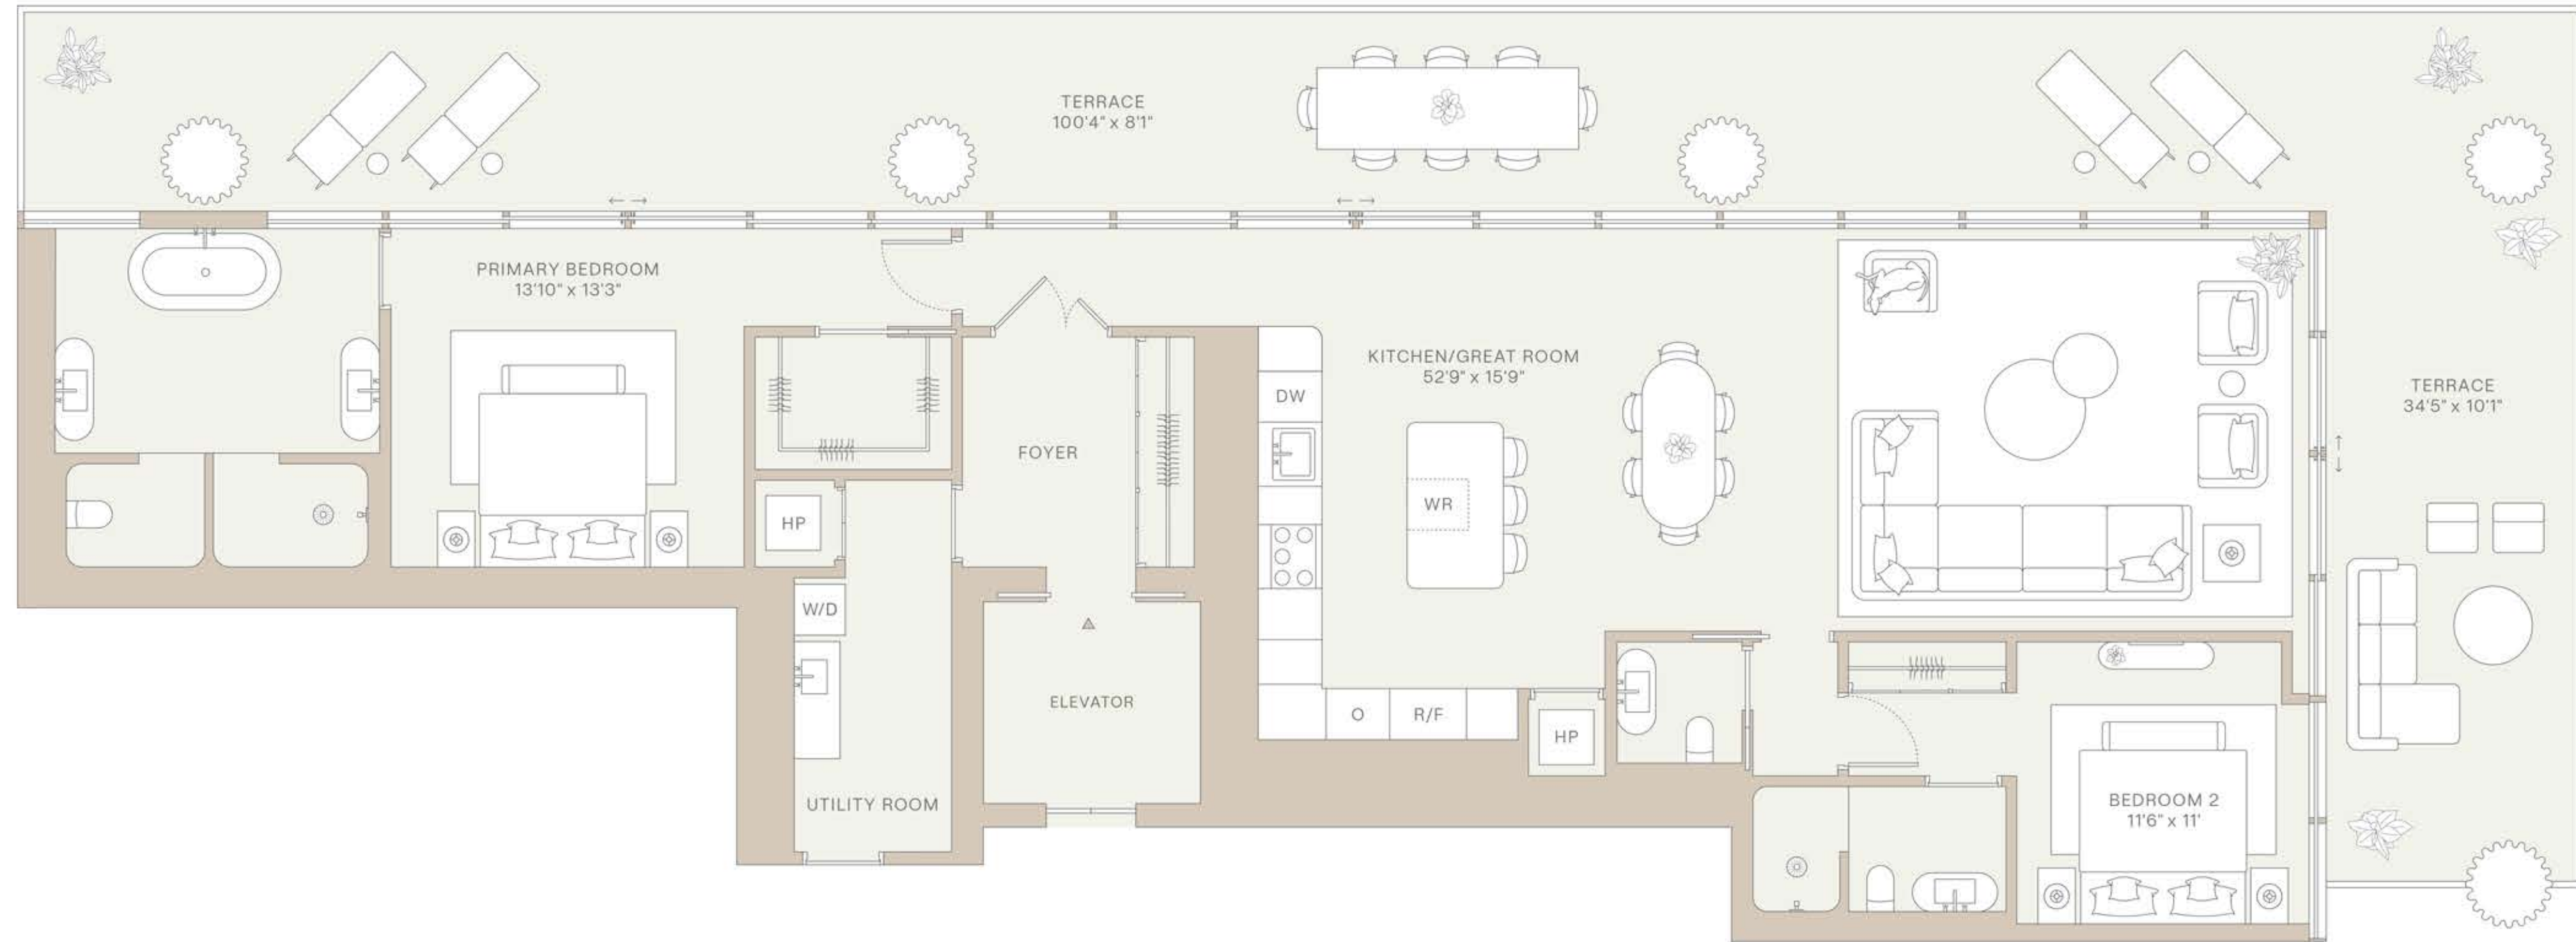 TERRACE
100'4" x 8'1"
PRIMARY BEDROOM
13'10" x 13'3"
KITCHEN/GREAT ROOM
52'9" x 15'9"
DW
TERRACE
34'5" x 10'1"
FOYER
WR
HP
W/D
ELEVATOR
O
R/F
HP
UTILITY ROOM
BEDROOM 2
11'6" x 11'